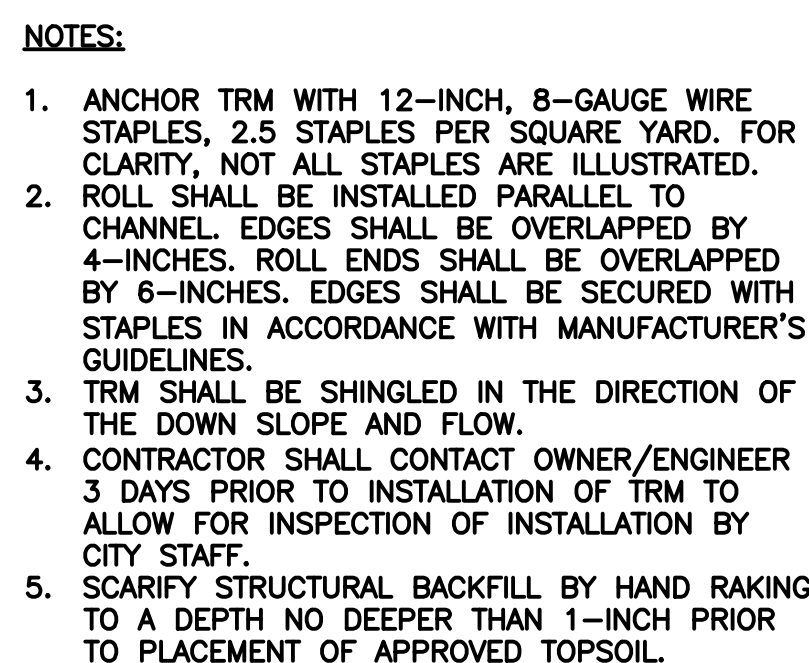 NOTES:
1. ANCHOR TRM WITH 12–INCH, 8–GAUGE WIRE
STAPLES, 2.5 STAPLES PER SQUARE YARD. FOR
CLARITY, NOT ALL STAPLES ARE ILLUSTRATED.
2. ROLL SHALL BE INSTALLED PARALLEL TO
CHANNEL. EDGES SHALL BE OVERLAPPED BY
4–INCHES. ROLL ENDS SHALL BE OVERLAPPED
BY 6–INCHES. EDGES SHALL BE SECURED WITH
STAPLES IN ACCORDANCE WITH MANUFACTURER'S
GUIDELINES.
3. TRM SHALL BE SHINGLED IN THE DIRECTION OF
THE DOWN SLOPE AND FLOW.
4. CONTRACTOR SHALL CONTACT OWNER/ENGINEER
3 DAYS PRIOR TO INSTALLATION OF TRM TO
ALLOW FOR INSPECTION OF INSTALLATION BY
CITY STAFF.
5. SCARIFY STRUCTURAL BACKFILL BY HAND RAKING
TO A DEPTH NO DEEPER THAN 1–INCH PRIOR
TO PLACEMENT OF APPROVED TOPSOIL.